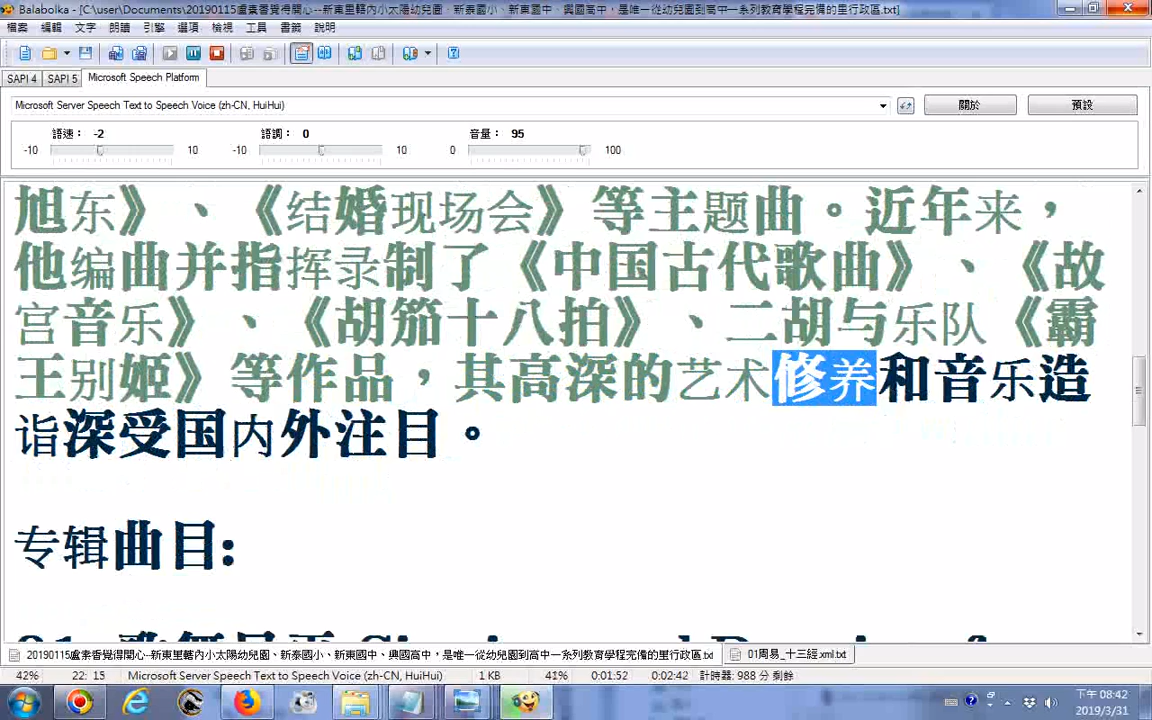 Balabolka - [C:\user\Documents\20190115盧素香覺得開心--新東里轄內小太陽幼兒園、新泰國小、新東國中、興國高中，是唯一從幼兒園到高中一系列教育學程完備的里行政區.txt]
檔案 編輯 文字 朗讀 引擎 選項 檢視 工具 書籤 說明
SAPI 4 SAPI 5 Microsoft Speech Platform
Microsoft Server Speech Text to Speech Voice (zh-CN, HuiHui) 關於 預設
語速： -2 語調： 0 音量： 95
-10 10 -10 10 0 100
旭东》、《结婚现场会》等主题曲。近年来，
他编曲并指挥录制了《中国古代歌曲》、《故
宫音乐》、《胡笳十八拍》、二胡与乐队《霸
王别姬》等作品，其高深的艺术修养和音乐造
诣深受国内外注目。
专辑曲目:
20190115盧素香覺得開心--新東里轄內小太陽幼兒園、新泰國小、新東國中、興國高中，是唯一從幼兒園到高中一系列教育學程完備的里行政區.txt 01周易_十三經.xml.txt
42% 22: 15 Microsoft Server Speech Text to Speech Voice (zh-CN, HuiHui) 1 KB 41% 0:01:52 0:02:42 計時器: 988 分 剩餘
下午 08:42
2019/3/31